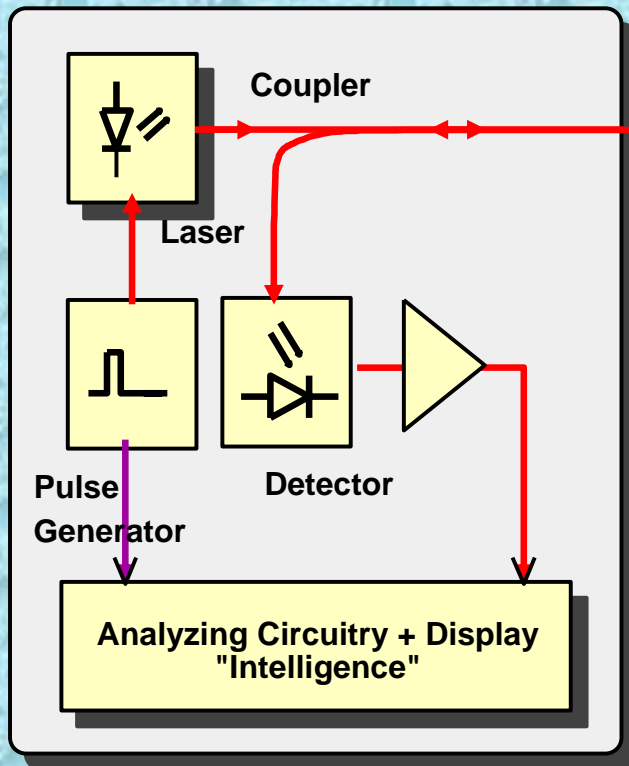 Coupler
Laser
Pulse
Generator
Detector
Analyzing Circuitry + Display
"Intelligence"